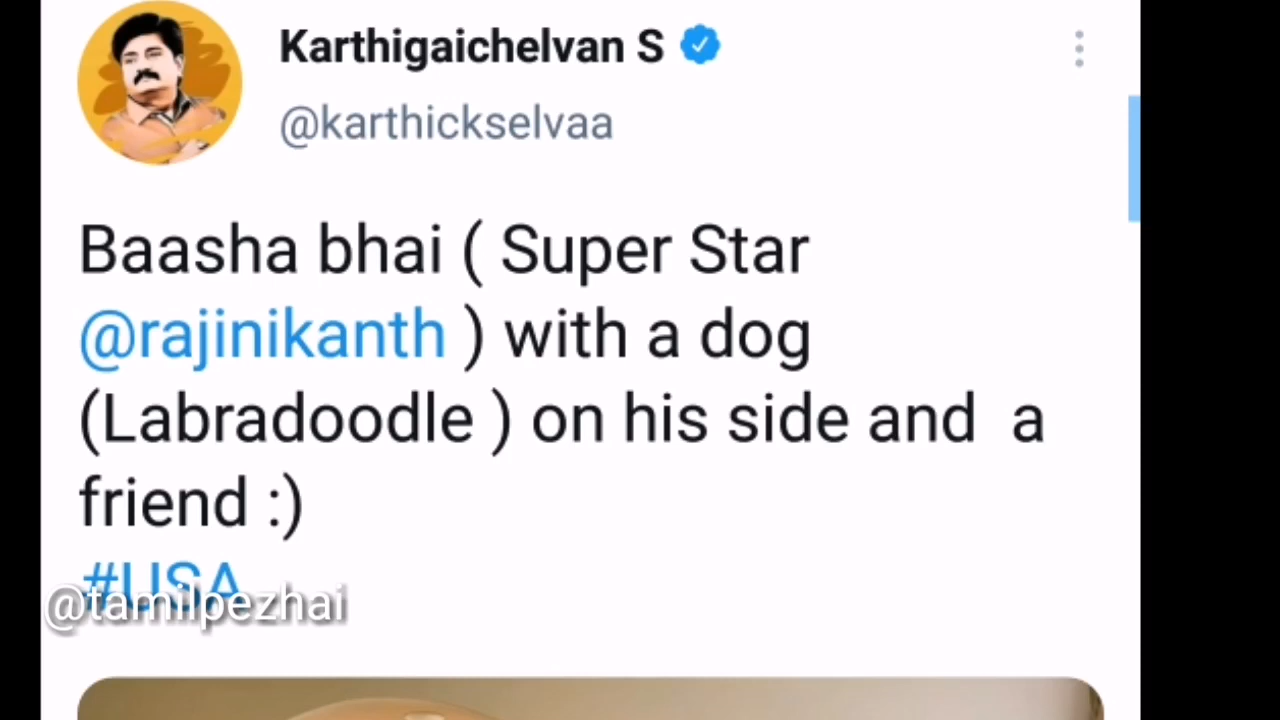 Karthigaichelvan S
@karthickselvaa
Baasha bhai ( Super Star
@rajinikanth ) with a dog
(Labradoodle ) on his side and a
friend :)
#USA
@tamilpezhai